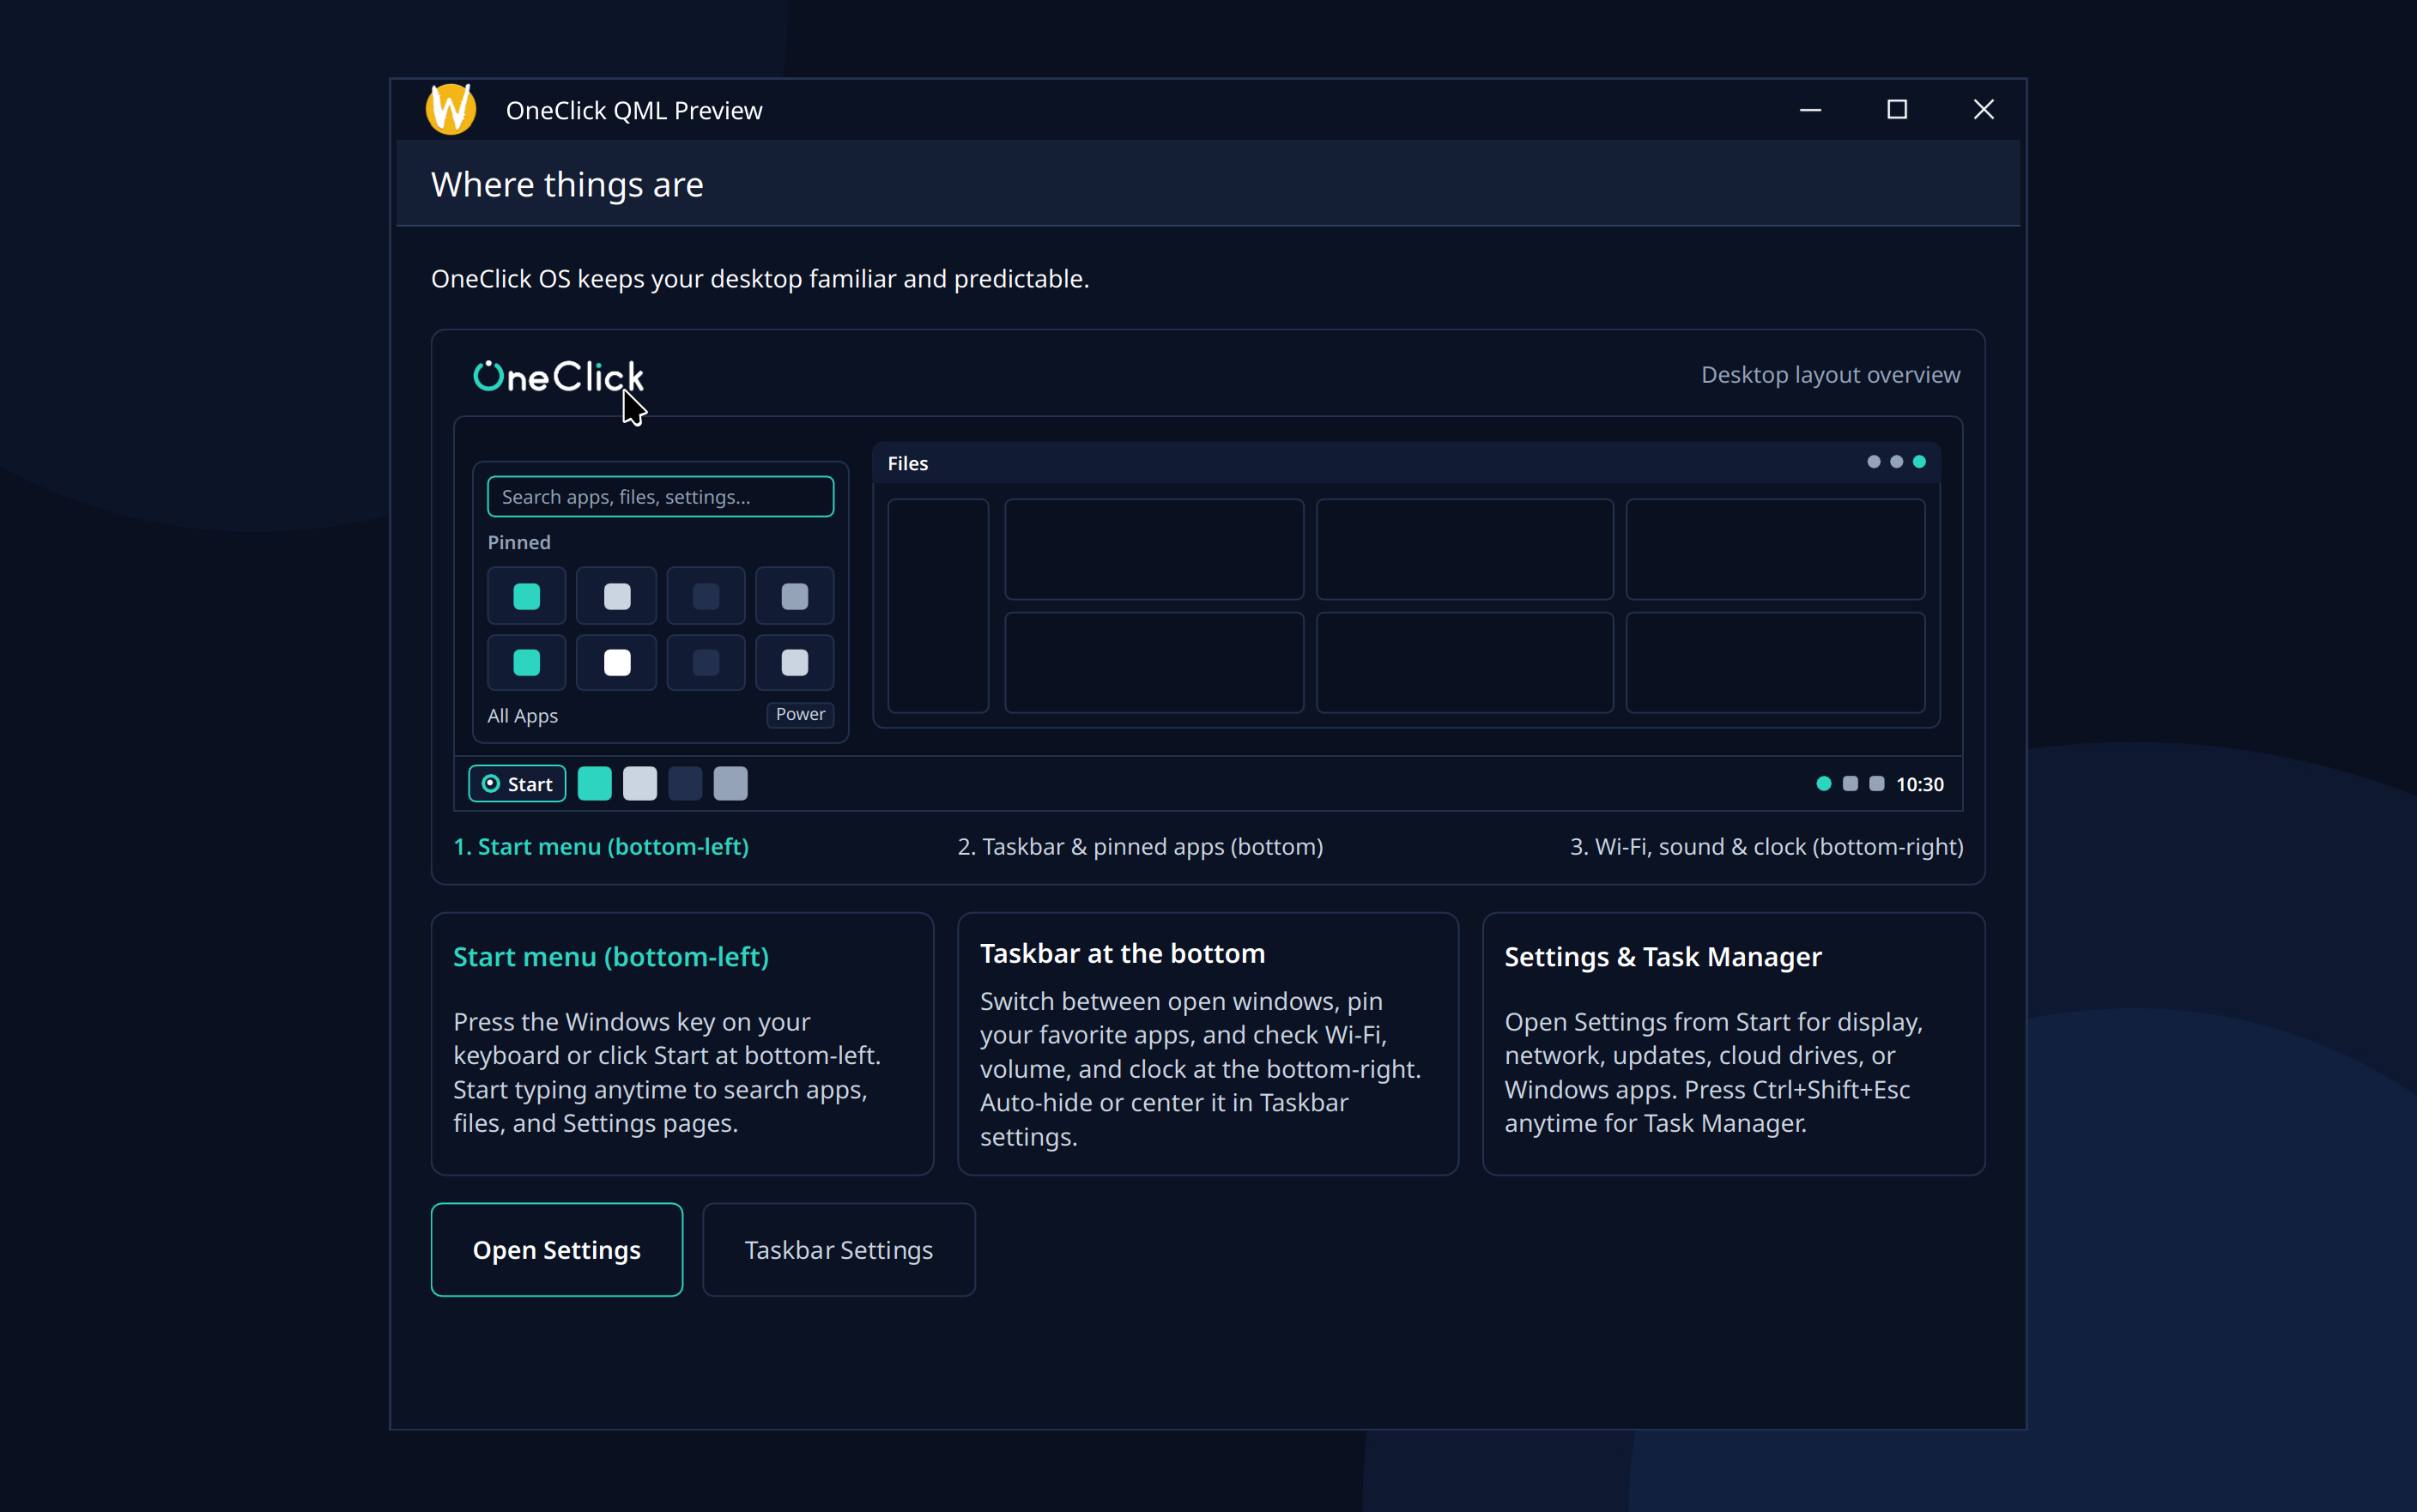 OneClick QML Preview
Where things are
OneClick OS keeps your desktop familiar and predictable.
OneClick
Desktop layout overview
Search apps, files, settings...
Pinned
All Apps
Power
Files
Start
10:30
1. Start menu (bottom-left)
2. Taskbar & pinned apps (bottom)
3. Wi-Fi, sound & clock (bottom-right)
Start menu (bottom-left)
Press the Windows key on your
keyboard or click Start at bottom-left.
Start typing anytime to search apps,
files, and Settings pages.
Taskbar at the bottom
Switch between open windows, pin
your favorite apps, and check Wi-Fi,
volume, and clock at the bottom-right.
Auto-hide or center it in Taskbar
settings.
Settings & Task Manager
Open Settings from Start for display,
network, updates, cloud drives, or
Windows apps. Press Ctrl+Shift+Esc
anytime for Task Manager.
Open Settings
Taskbar Settings